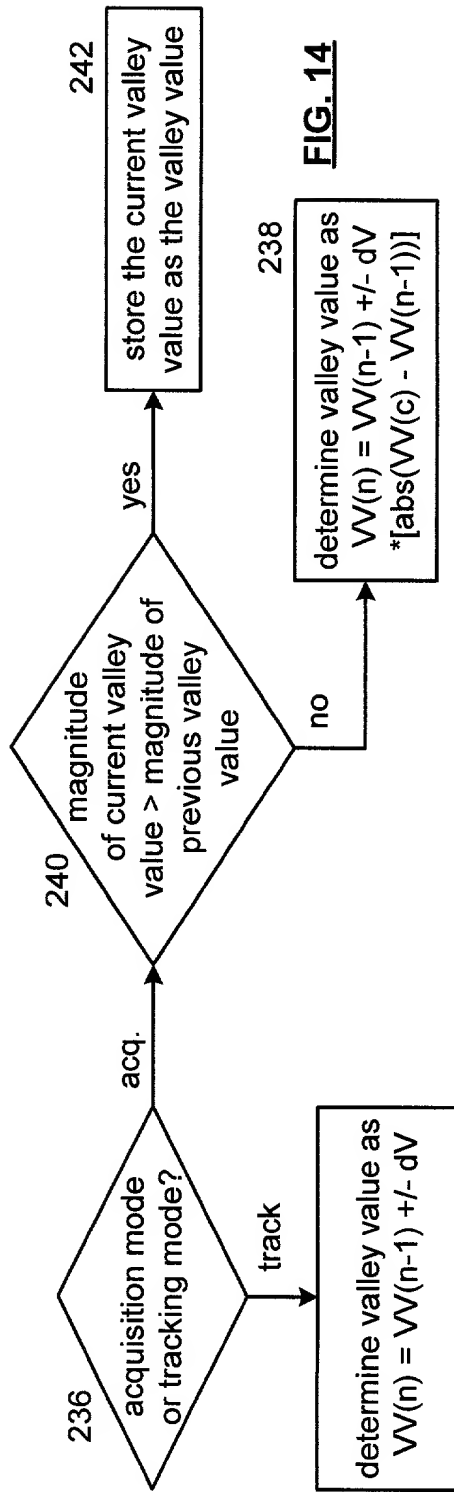 236
acquisition mode
or tracking mode?
acq.
track
determine valley value as
VV(n) = VV(n-1) +/- dV
240
magnitude
of current valley
value > magnitude of
previous valley
value
yes
no
242
store the current valley
value as the valley value
238
determine valley value as
VV(n) = VV(n-1) +/- dV
*[abs(VV(c) - VV(n-1))]
FIG. 14